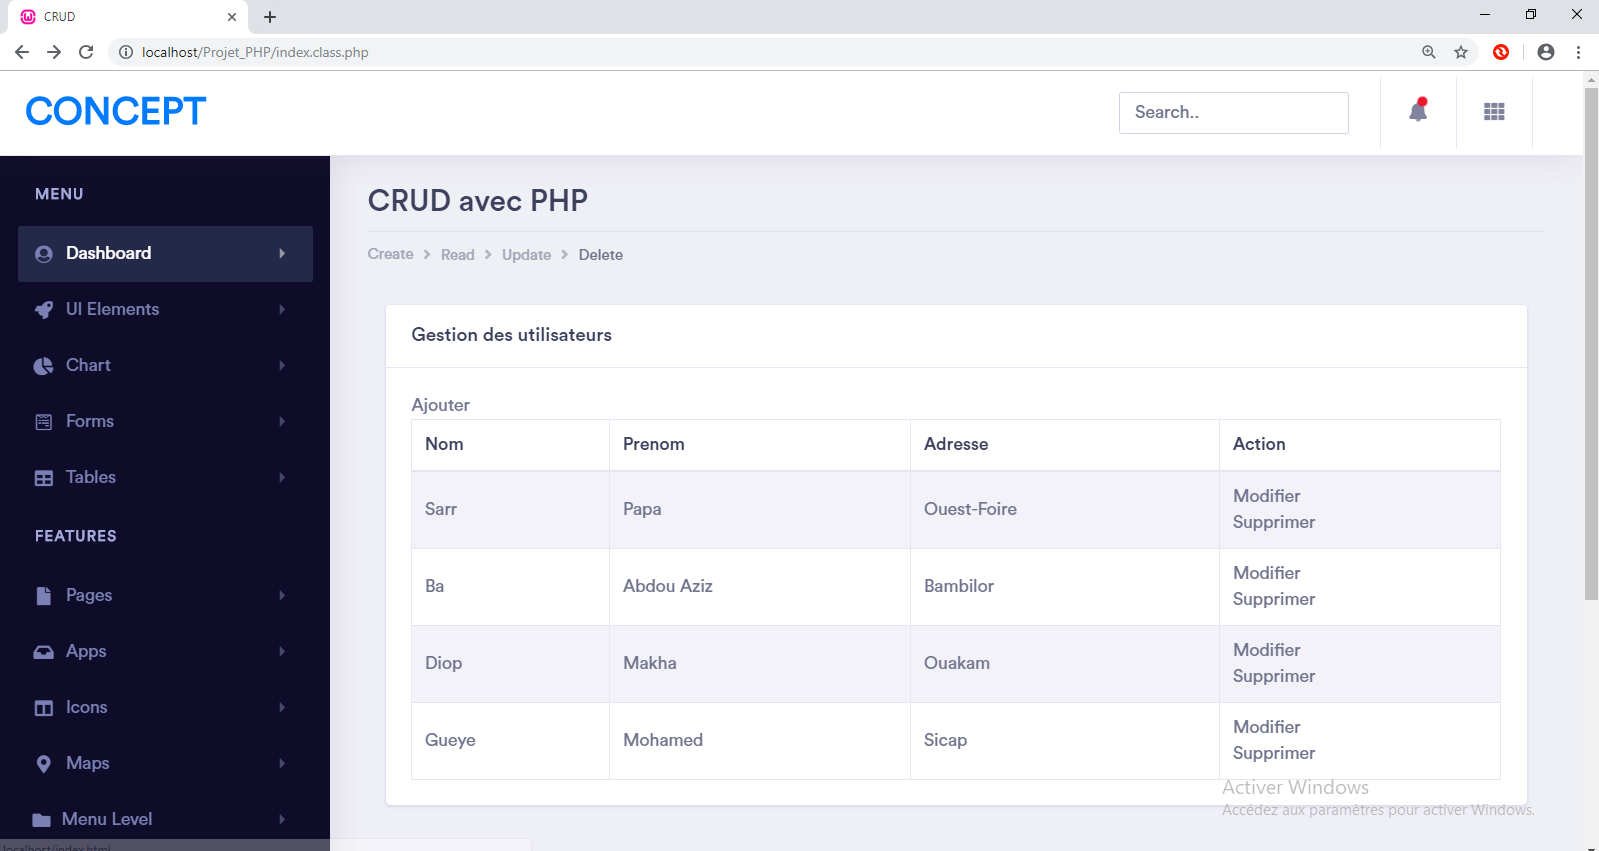 CRUD
localhost/Projet_PHP/index.class.php
CONCEPT
Search..
MENU
Dashboard
UI Elements
Chart
Forms
Tables
FEATURES
Pages
Apps
Icons
Maps
Menu Level
localhost/index.html
CRUD avec PHP
Create > Read > Update > Delete
Gestion des utilisateurs
Ajouter
Nom Prenom Adresse Action
Sarr Papa Ouest-Foire Modifier
Supprimer
Ba Abdou Aziz Bambilor Modifier
Supprimer
Diop Makha Ouakam Modifier
Supprimer
Gueye Mohamed Sicap Modifier
Supprimer
Activer Windows
Accédez aux paramètres pour activer Windows.